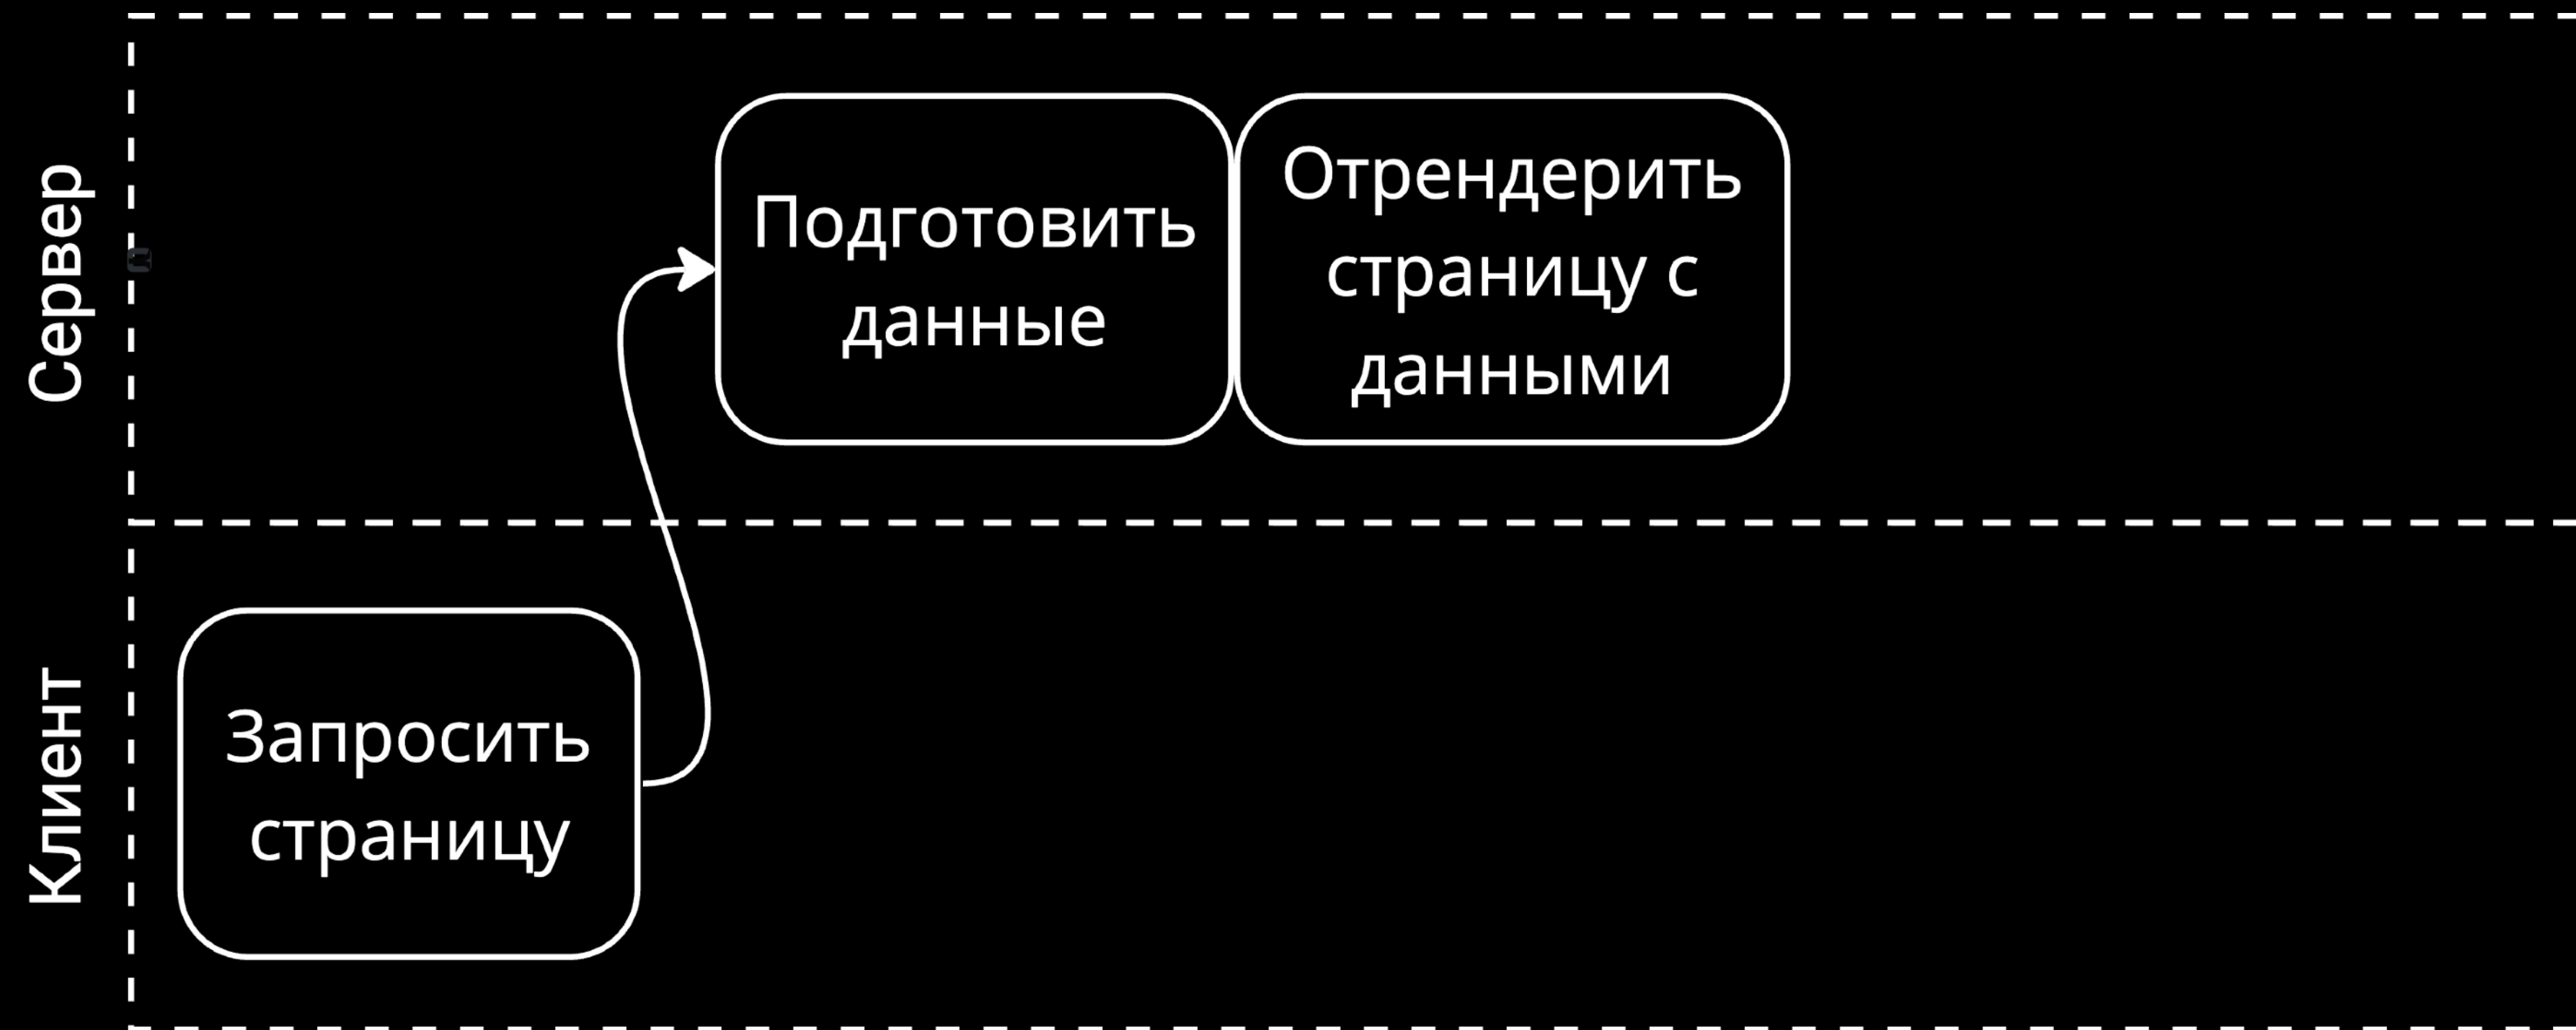 Сервер
Подготовить
данные
Отрендерить
страницу с
данными
Клиент
Запросить
страницу